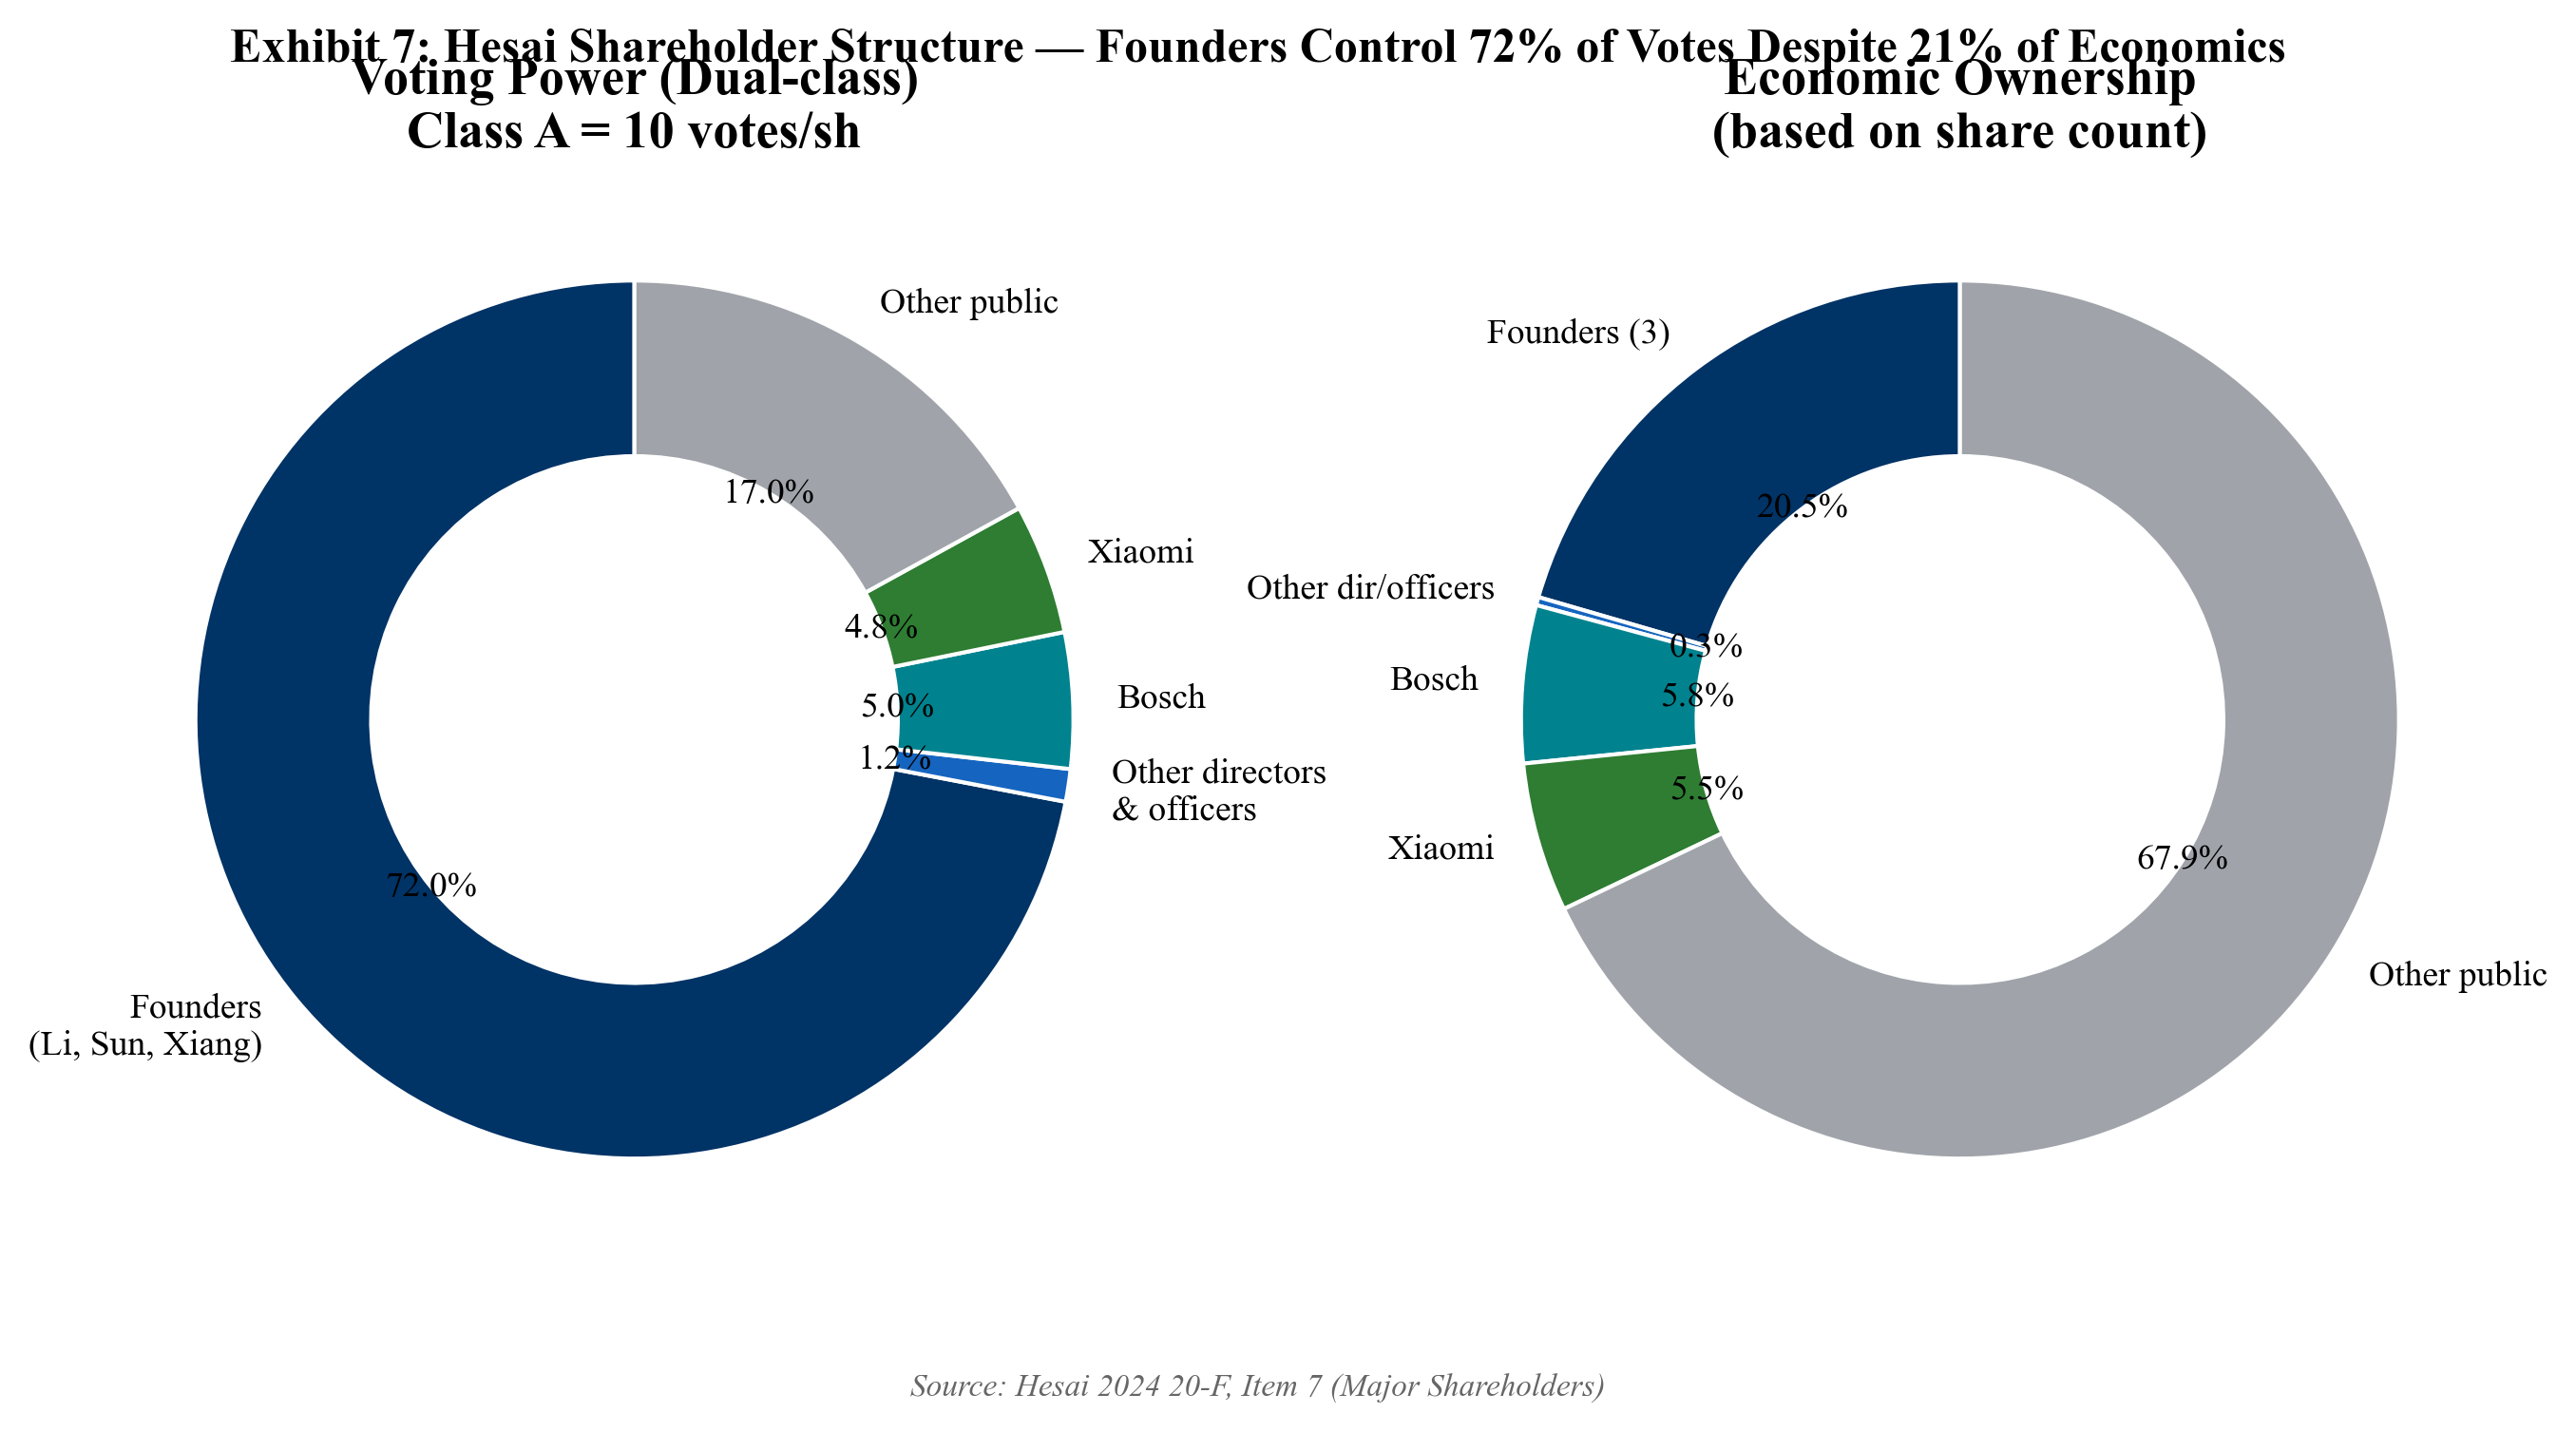 Exhibit 7: Hesai Shareholder Structure — Founders Control 72% of Votes Despite 21% of Economics
Voting Power (Dual-class)
Class A = 10 votes/sh
Other public
17.0%
Xiaomi
4.8%
Bosch
5.0%
1.2%
Other directors
& officers
72.0%
Founders
(Li, Sun, Xiang)
Economic Ownership
(based on share count)
Founders (3)
20.5%
Other dir/officers
0.3%
Bosch
5.8%
5.5%
Xiaomi
67.9%
Other public
Source: Hesai 2024 20-F, Item 7 (Major Shareholders)